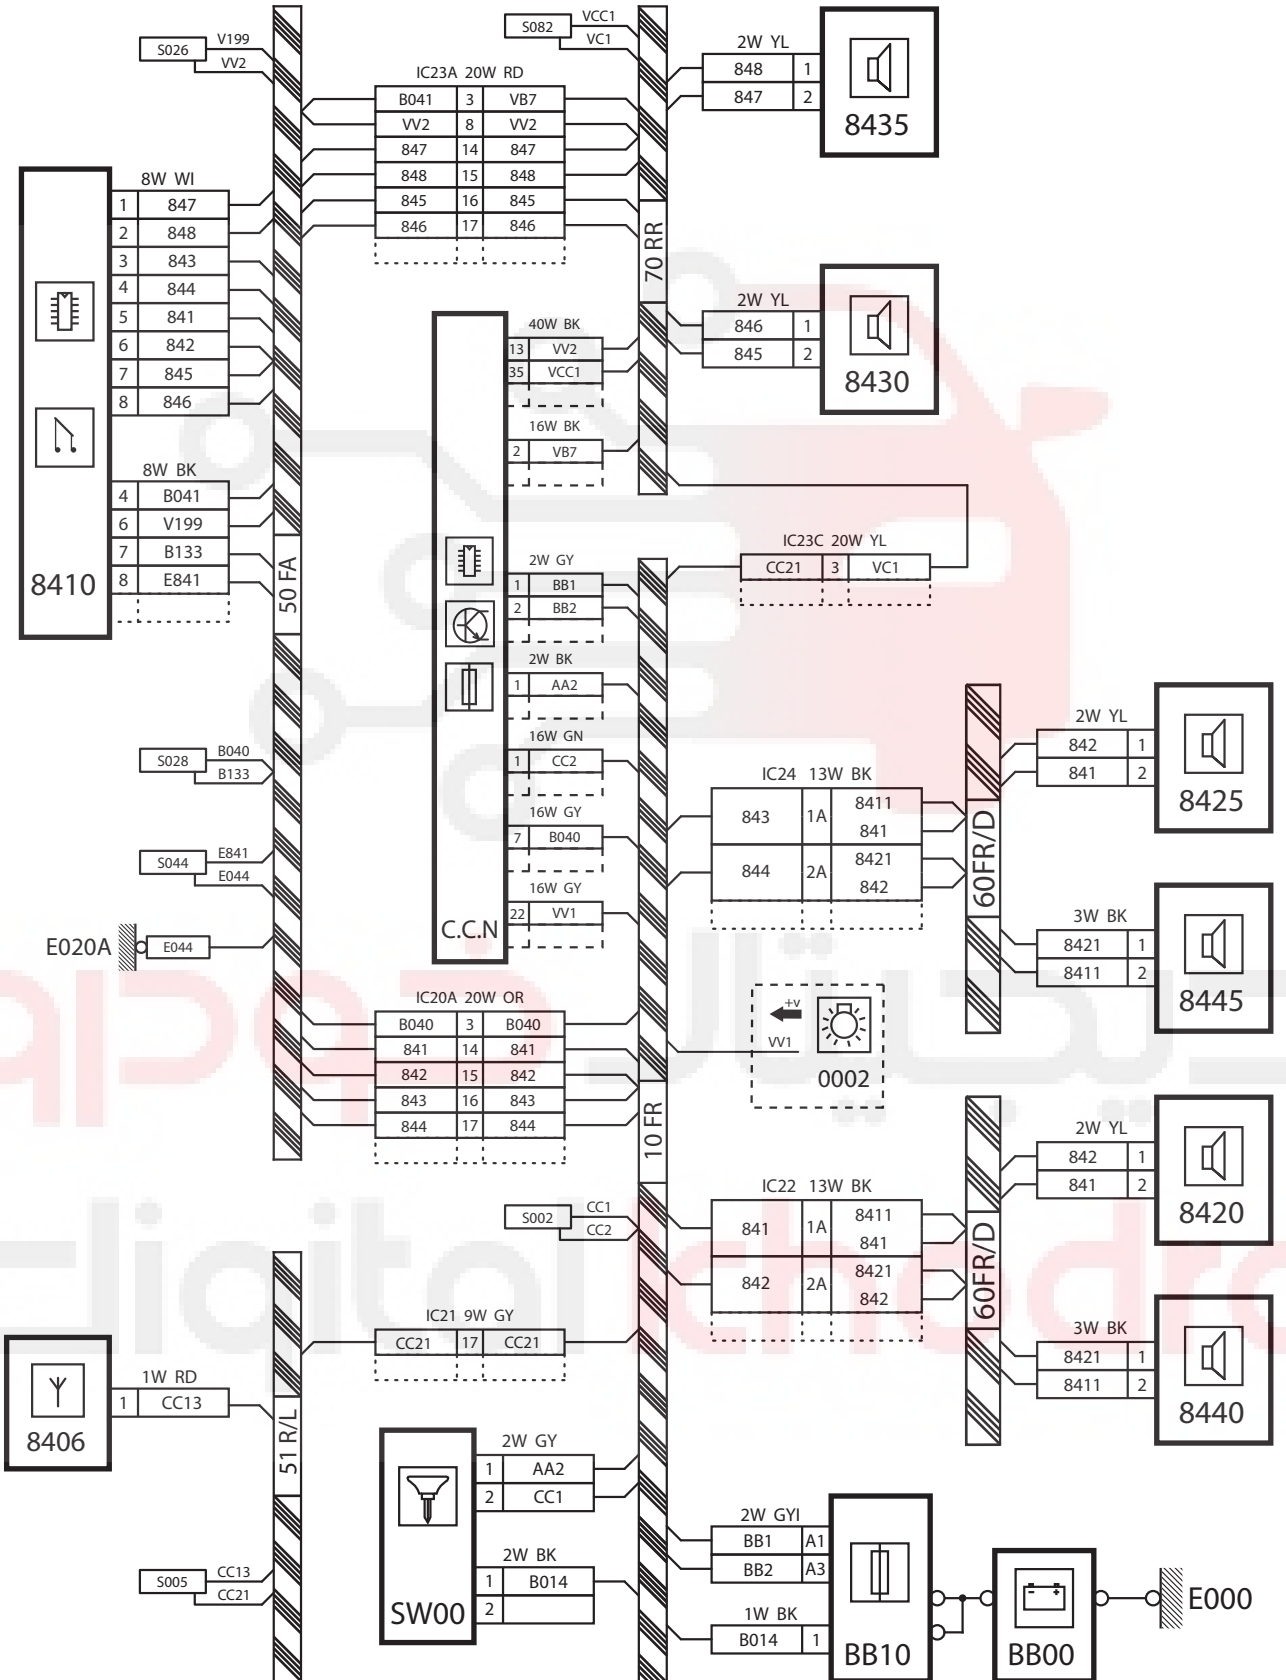 S026
V199
VV2
S082
VCC1
VC1
2W YL
848 1
847 2
8435
IC23A 20W RD
B041 3 VB7
VV2 8 VV2
847 14 847
848 15 848
845 16 845
846 17 846
8W WI
1 847
2 848
3 843
4 844
5 841
6 842
7 845
8 846
8W BK
4 B041
6 V199
7 B133
8 E841
8410
50 FA
70 RR
2W YL
846 1
845 2
8430
40W BK
13 VV2
35 VCC1
16W BK
2 VB7
2W GY
1 BB1
2 BB2
2W BK
1 AA2
16W GN
1 CC2
16W GY
7 B040
16W GY
22 VV1
C.C.N
IC23C 20W YL
CC21 3 VC1
S028
B040
B133
S044
E841
E044
E020A
E044
IC24 13W BK
843 1A 8411
841
844 2A 8421
842
60FR/D
2W YL
842 1
841 2
8425
3W BK
8421 1
8411 2
8445
IC20A 20W OR
B040 3 B040
841 14 841
842 15 842
843 16 843
844 17 844
+v
VV1
0002
10 FR
دیجیتال خودرو
digital khodro
S002
CC1
CC2
IC22 13W BK
841 1A 8411
841
842 2A 8421
842
60FR/D
2W YL
842 1
841 2
8420
3W BK
8421 1
8411 2
8440
IC21 9W GY
CC21 17 CC21
1W RD
1 CC13
8406
51 R/L
S005
CC13
CC21
2W GY
1 AA2
2 CC1
2W BK
1 B014
2
SW00
2W GYI
BB1 A1
BB2 A3
1W BK
B014 1
BB10
BB00
E000